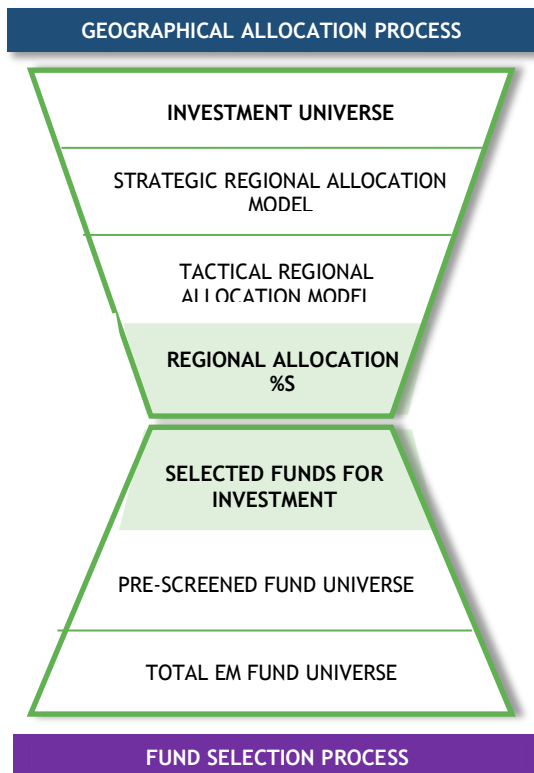 GEOGRAPHICAL ALLOCATION PROCESS
INVESTMENT UNIVERSE
STRATEGIC REGIONAL ALLOCATION
MODEL
TACTICAL REGIONAL
ALLOCATION MODEL
REGIONAL ALLOCATION
%S
SELECTED FUNDS FOR
INVESTMENT
PRE-SCREENED FUND UNIVERSE
TOTAL EM FUND UNIVERSE
FUND SELECTION PROCESS